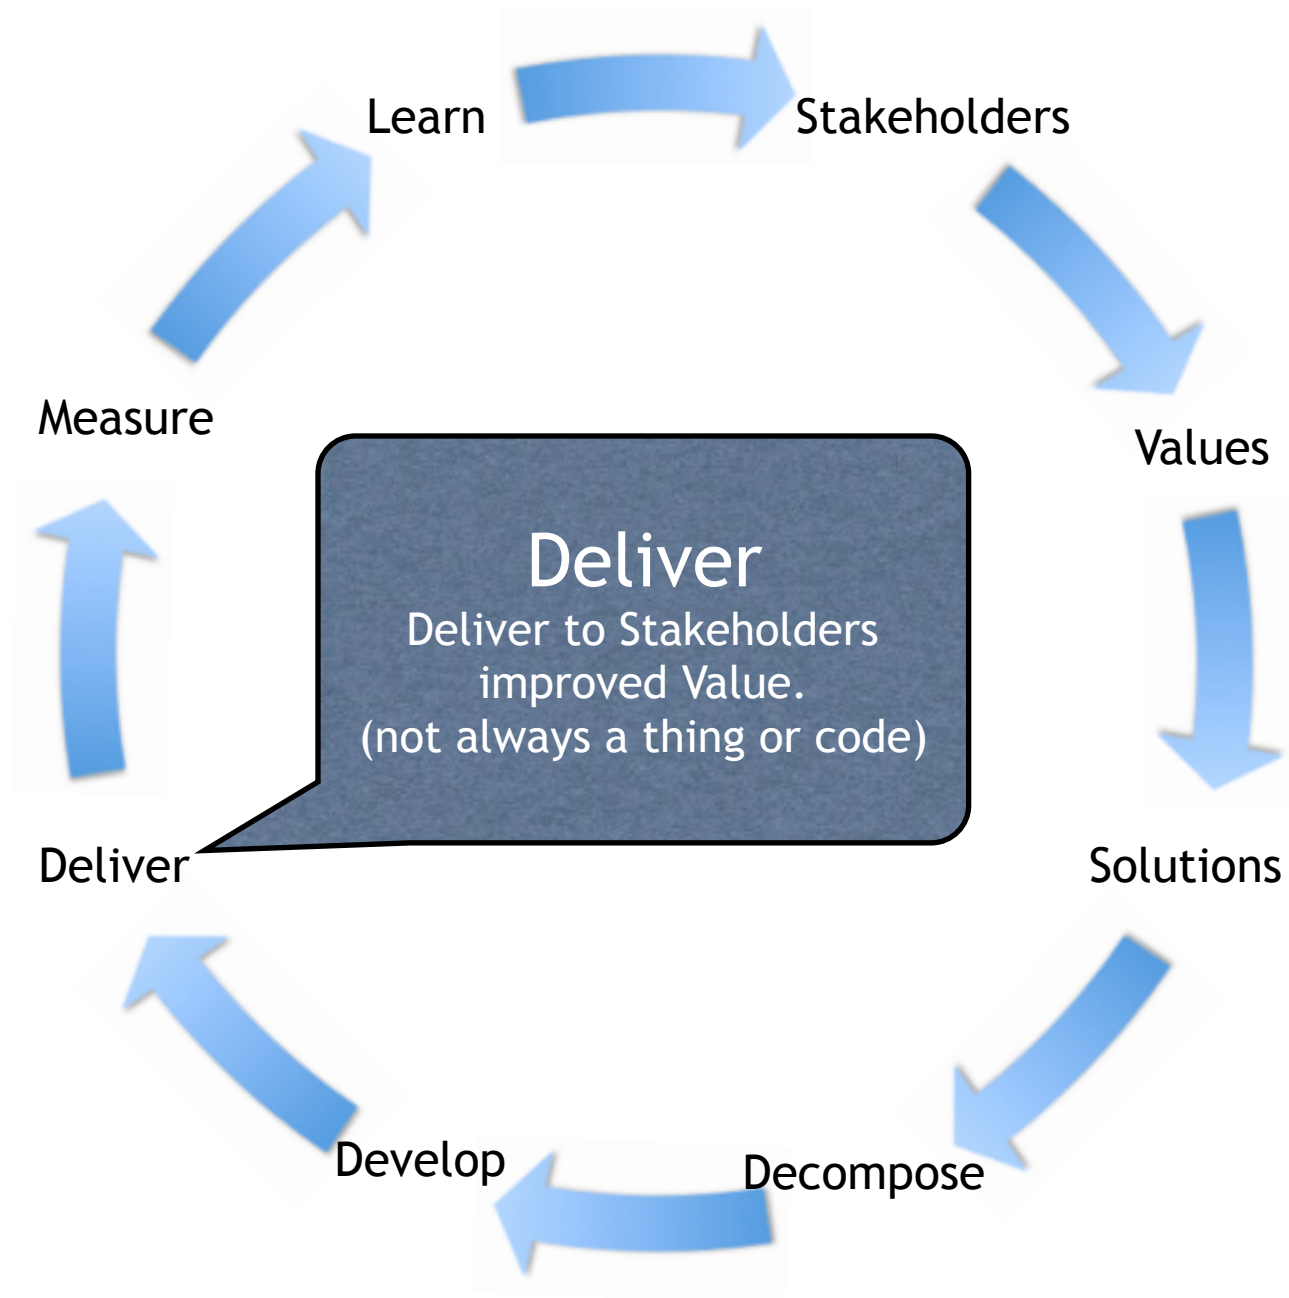 Learn
Stakeholders
Measure
Values
Deliver
Deliver to Stakeholders
improved Value.
(not always a thing or code)
Deliver
Solutions
Develop
Decompose